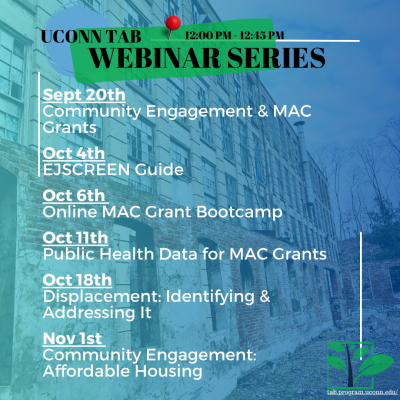 UCONN TAB
12:00 PM - 12:45 PM
WEBINAR SERIES
Sept 20th
Community Engagement & MAC
Grants
Oct 4th
EJSCREEN Guide
Oct 6th
Online MAC Grant Bootcamp
Oct 11th
Public Health Data for MAC Grants
Oct 18th
Displacement: Identifying &
Addressing It
Nov 1st
Community Engagement:
Affordable Housing
tab.program.uconn.edu/